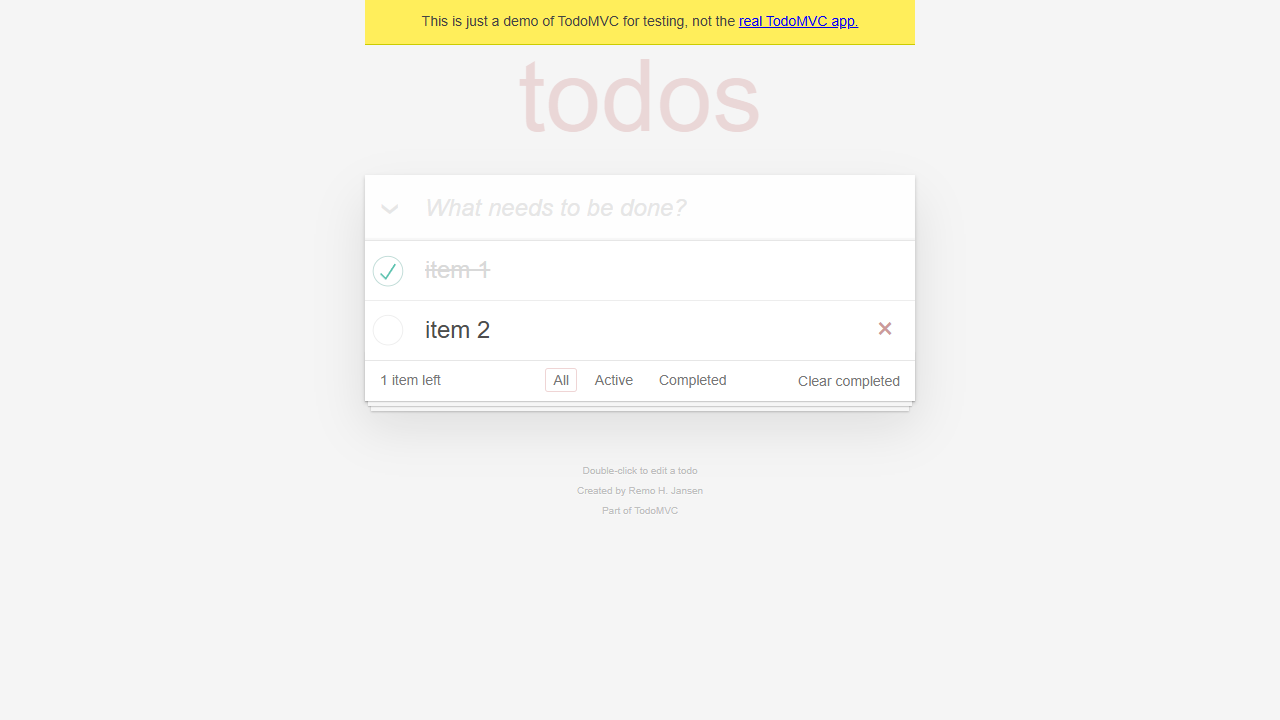 This is just a demo of TodoMVC for testing, not the real TodoMVC app.
todos
What needs to be done?
item 1
item 2
1 item left All Active Completed Clear completed
Double-click to edit a todo
Created by Remo H. Jansen
Part of TodoMVC